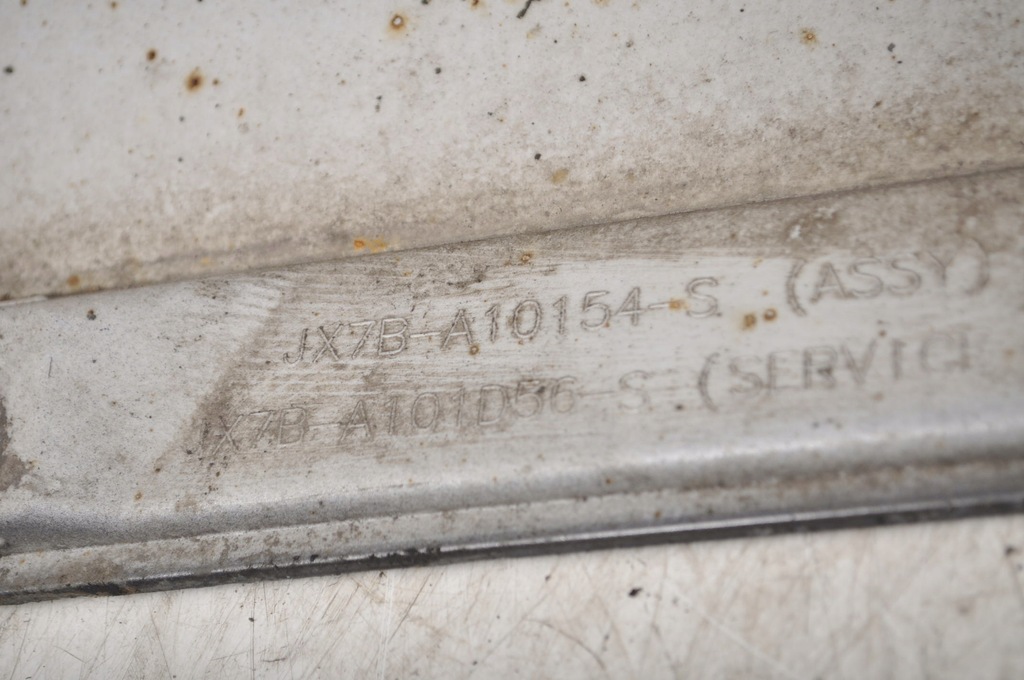 JX7B-A10154-S (ASSY)
JX7B-A101D56-S (SERVICE